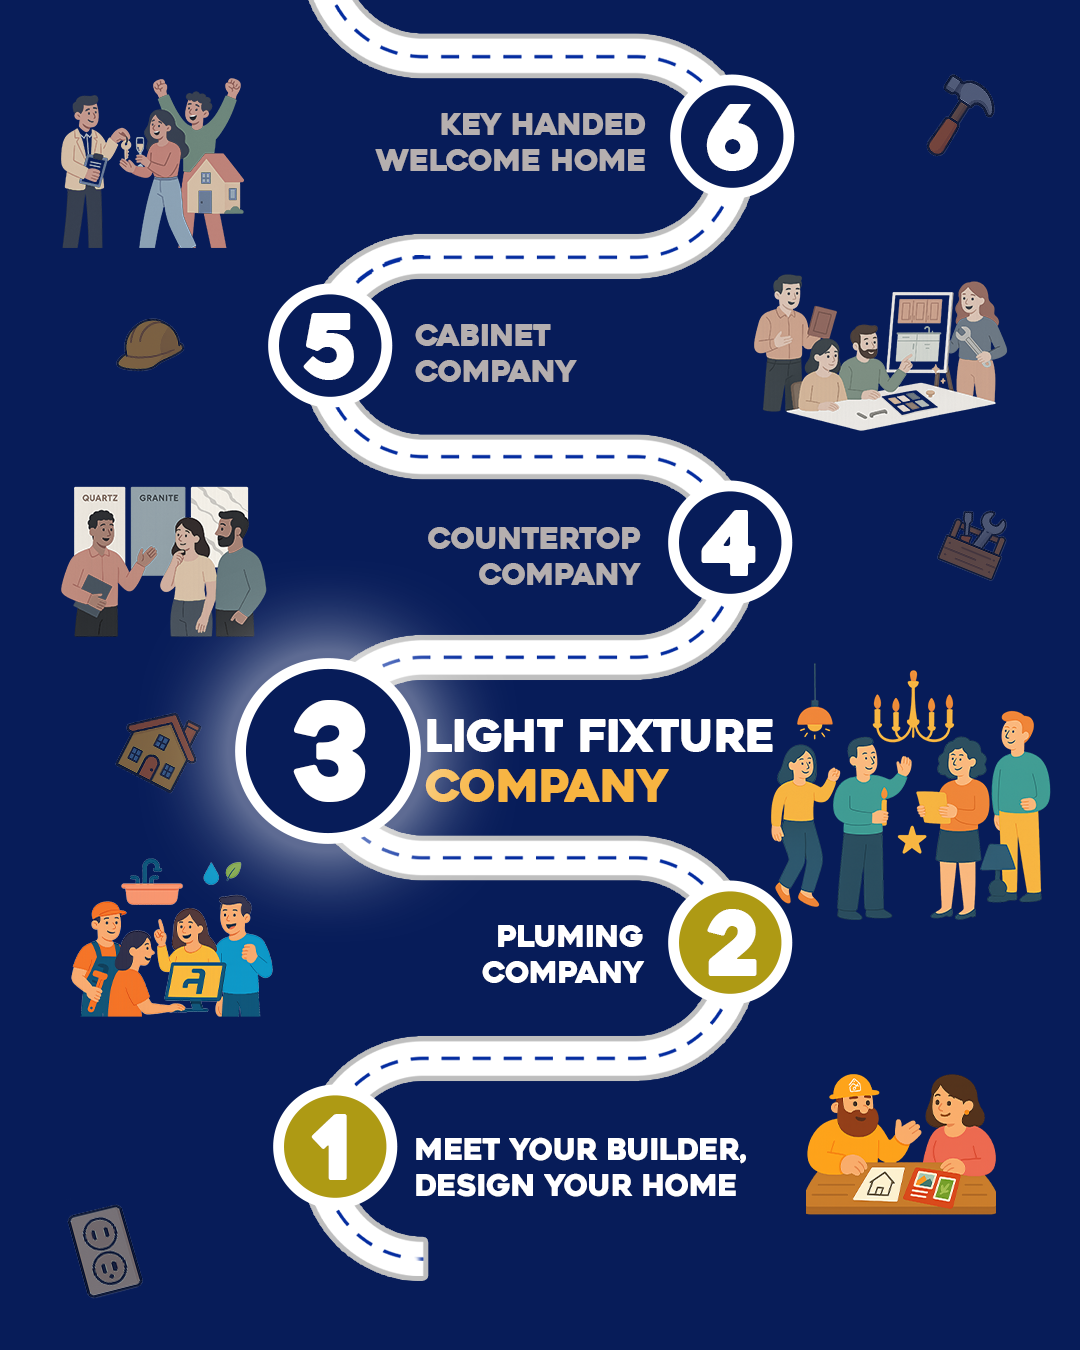 KEY HANDED
WELCOME HOME
6
5
CABINET
COMPANY
QUARTZ
GRANITE
COUNTERTOP
COMPANY
4
3
LIGHT FIXTURE
COMPANY
PLUMING
COMPANY
2
a
1
MEET YOUR BUILDER,
DESIGN YOUR HOME